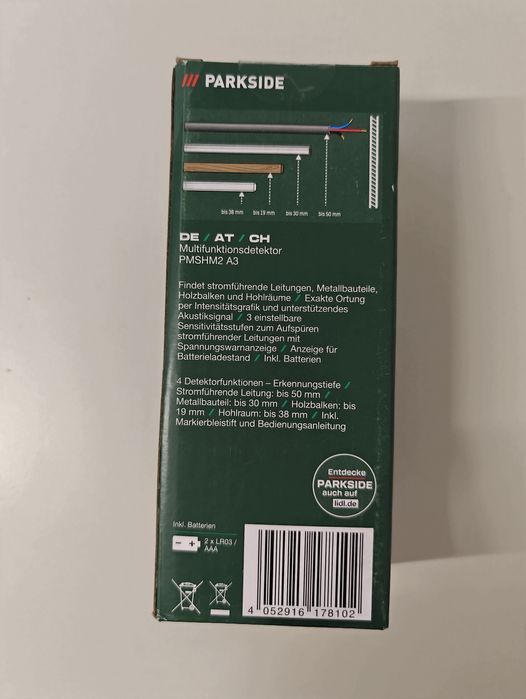 PARKSIDE
bis 38 mm bis 19 mm bis 30 mm bis 50 mm
DE / AT / CH
Multifunktionsdetektor
PMSHM2 A3
Findet stromführende Leitungen, Metallbauteile,
Holzbalken und Hohlräume / Exakte Ortung
per Intensitätsgrafik und unterstützendes
Akustiksignal / 3 einstellbare
Sensitivitätsstufen zum Aufspüren
stromführender Leitungen mit
Spannungswarnanzeige / Anzeige für
Batterieladestand / Inkl. Batterien
4 Detektorfunktionen – Erkennungstiefe /
Stromführende Leitung: bis 50 mm /
Metallbauteil: bis 30 mm / Holzbalken: bis
19 mm / Hohlraum: bis 38 mm / Inkl.
Markierbleistift und Bedienungsanleitung
Entdecke
PARKSIDE
auch auf
lidl.de
Inkl. Batterien
2 x LR03 /
AAA
4 052916 178102